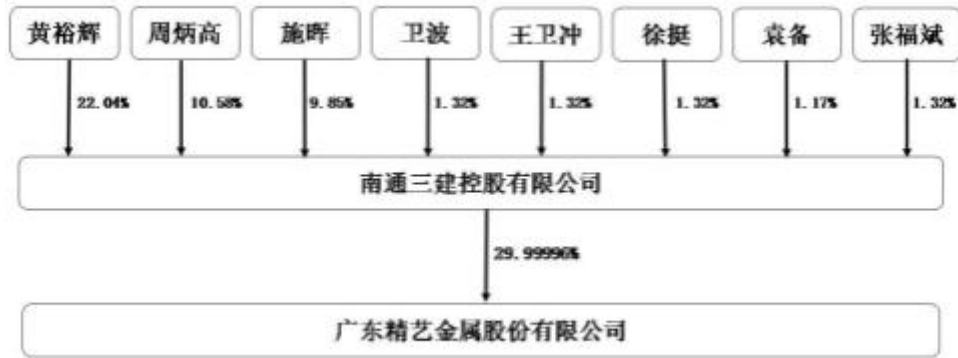 黄裕辉 周炳高 施晖 卫波 王卫冲 徐挺 袁备 张福斌
22.04% 10.58% 9.85% 1.32% 1.32% 1.32% 1.17% 1.32%
南通三建控股有限公司
29.99996%
广东精艺金属股份有限公司